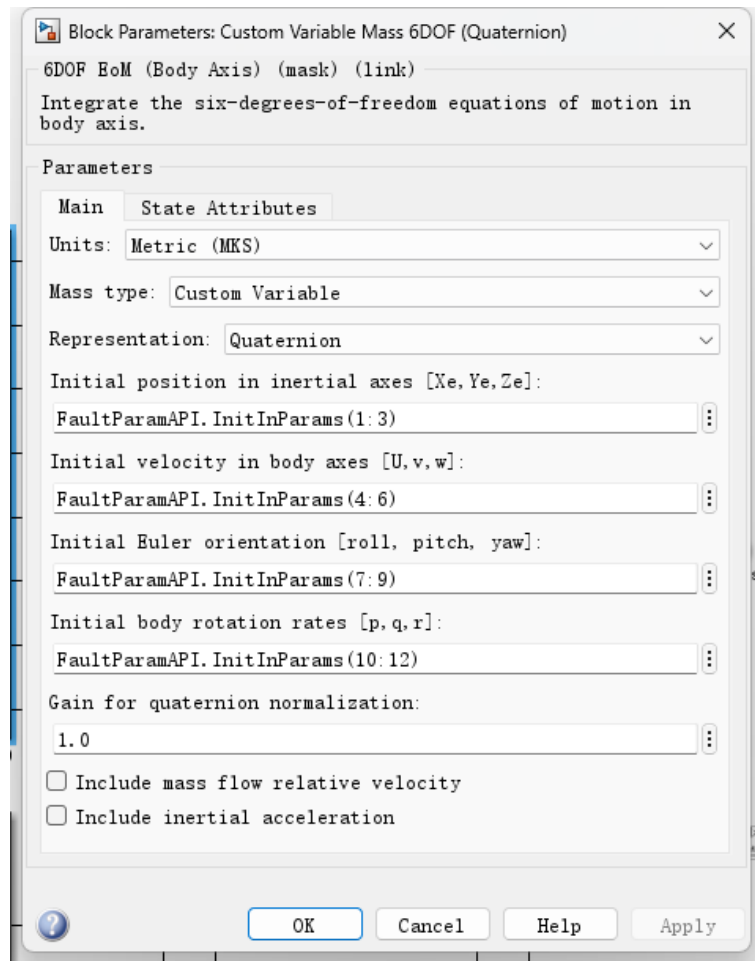 Block Parameters: Custom Variable Mass 6DOF (Quaternion)
6DOF EoM (Body Axis) (mask) (link)
Integrate the six-degrees-of-freedom equations of motion in
body axis.
Parameters
Main State Attributes
Units: Metric (MKS)
Mass type: Custom Variable
Representation: Quaternion
Initial position in inertial axes [Xe,Ye,Ze]:
FaultParamAPI.InitInParams(1:3)
Initial velocity in body axes [U,v,w]:
FaultParamAPI.InitInParams(4:6)
Initial Euler orientation [roll, pitch, yaw]:
FaultParamAPI.InitInParams(7:9)
Initial body rotation rates [p,q,r]:
FaultParamAPI.InitInParams(10:12)
Gain for quaternion normalization:
1.0
Include mass flow relative velocity
Include inertial acceleration
OK Cancel Help Apply